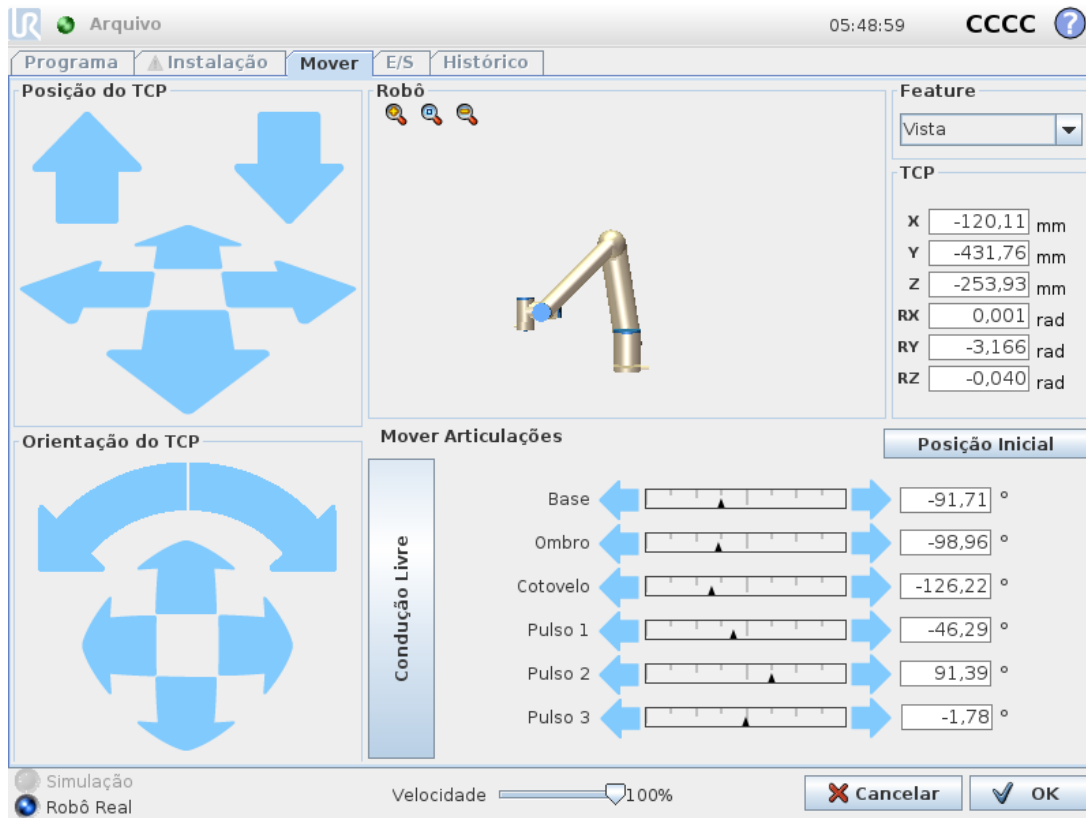 UR Arquivo 05:48:59 CCCC ?
Programa Instalação Mover E/S Histórico
Posição do TCP
Robô
Feature
Vista
TCP
X -120,11 mm
Y -431,76 mm
Z -253,93 mm
RX 0,001 rad
RY -3,166 rad
RZ -0,040 rad
Orientação do TCP
Mover Articulações
Posição Inicial
Condução Livre
Base -91,71 °
Ombro -98,96 °
Cotovelo -126,22 °
Pulso 1 -46,29 °
Pulso 2 91,39 °
Pulso 3 -1,78 °
Simulação
Robô Real
Velocidade 100%
Cancelar
OK